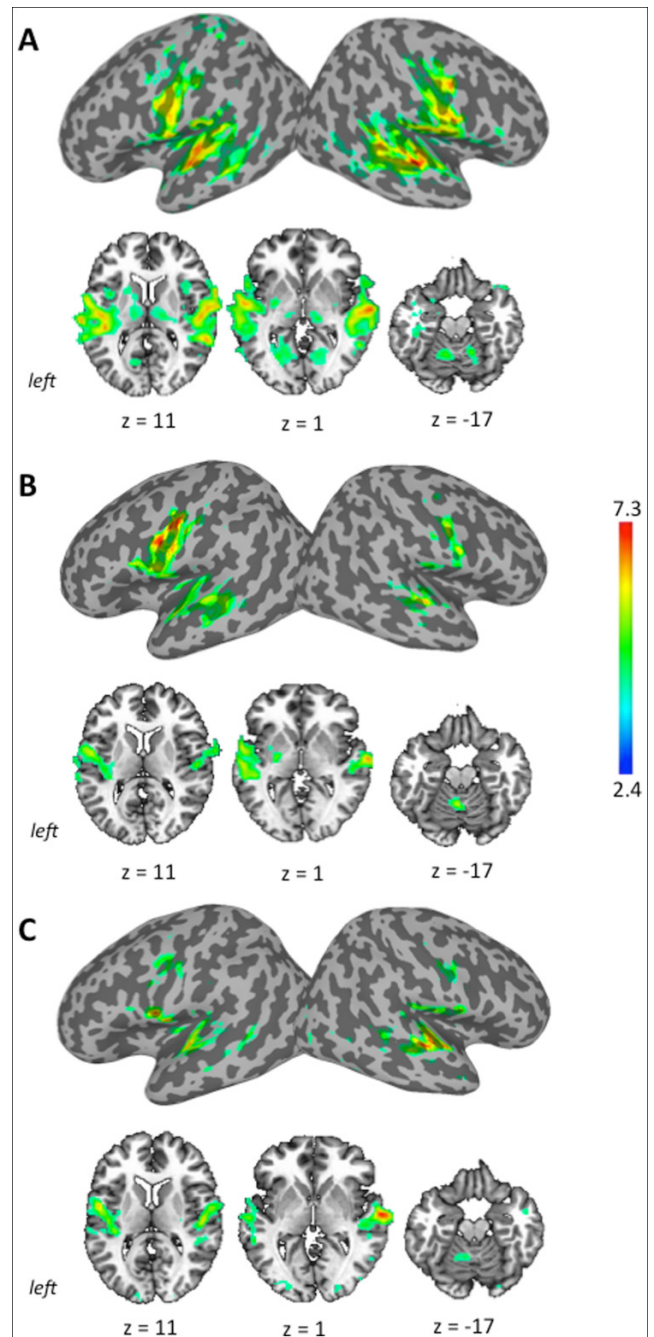 A
left
z = 11 z = 1 z = -17
B
7.3
2.4
left
z = 11 z = 1 z = -17
C
left
z = 11 z = 1 z = -17